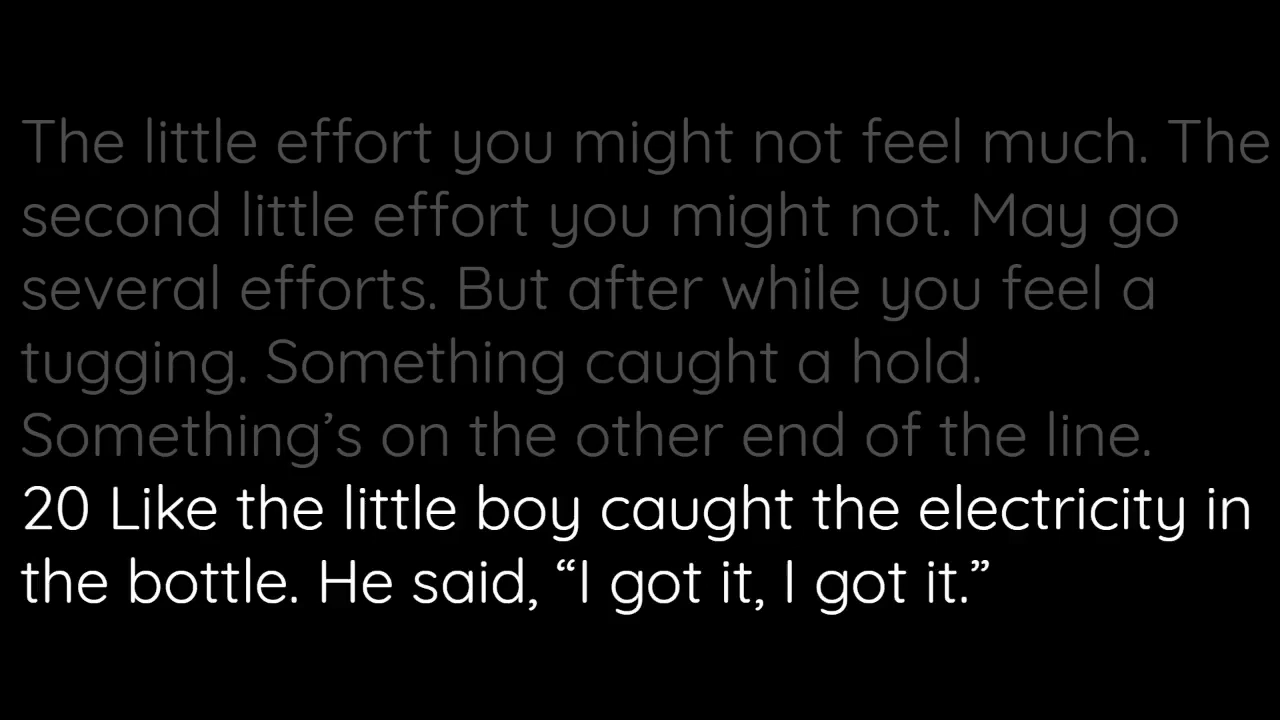 The little effort you might not feel much. The
second little effort you might not. May go
several efforts. But after while you feel a
tugging. Something caught a hold.
Something’s on the other end of the line.
20 Like the little boy caught the electricity in
the bottle. He said, “I got it, I got it.”